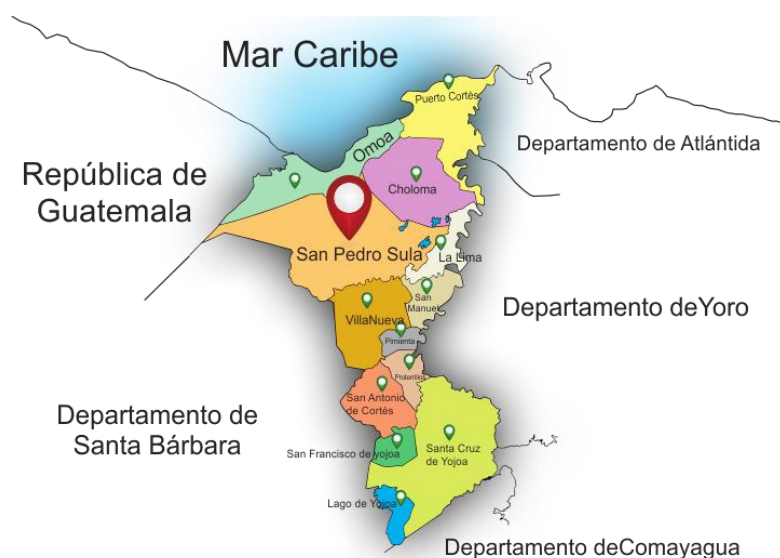 Mar Caribe
Puerto Cortès
Departamento de Atlántida
Omoa
República de
Guatemala
Choloma
San Pedro Sula
La Lima
San
Manuel
Departamento deYoro
VillaNueva
Pimienta
Potrerillos
San Antonio
de Cortès
Departamento de
Santa Bárbara
San Francisco de yojoa
Santa Cruz
de Yojoa
Lago de Yojoa
Departamento deComayagua